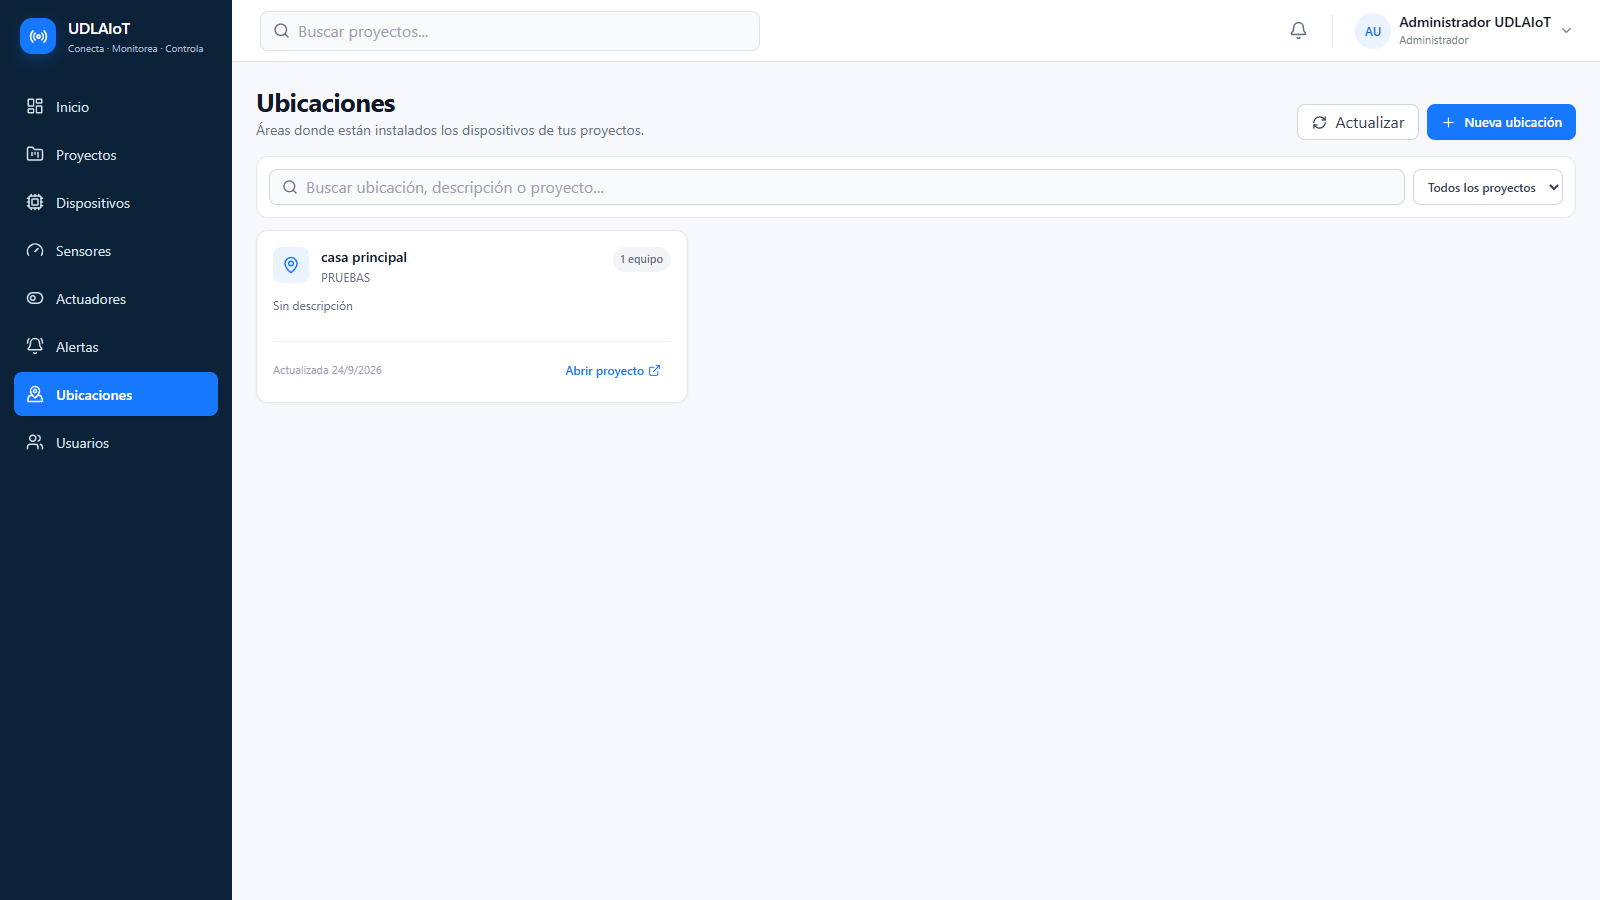 UDLAIoT
Conecta · Monitorea · Controla
Inicio
Proyectos
Dispositivos
Sensores
Actuadores
Alertas
Ubicaciones
Usuarios
Buscar proyectos...
AU
Administrador UDLAIoT
Administrador
Ubicaciones
Áreas donde están instalados los dispositivos de tus proyectos.
Actualizar
Nueva ubicación
Buscar ubicación, descripción o proyecto...
Todos los proyectos
casa principal
1 equipo
PRUEBAS
Sin descripción
Actualizada 24/9/2026
Abrir proyecto